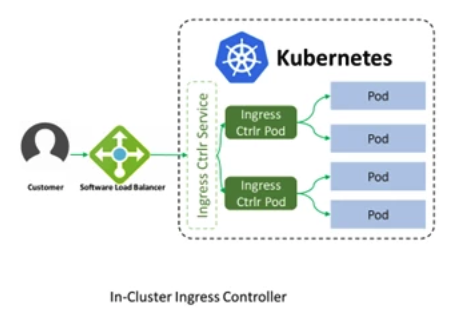 Kubernetes
Ingress Ctrlr Service
Ingress
Ctrlr Pod
Ingress
Ctrlr Pod
Pod
Pod
Pod
Pod
Customer
Software Load Balancer
In-Cluster Ingress Controller